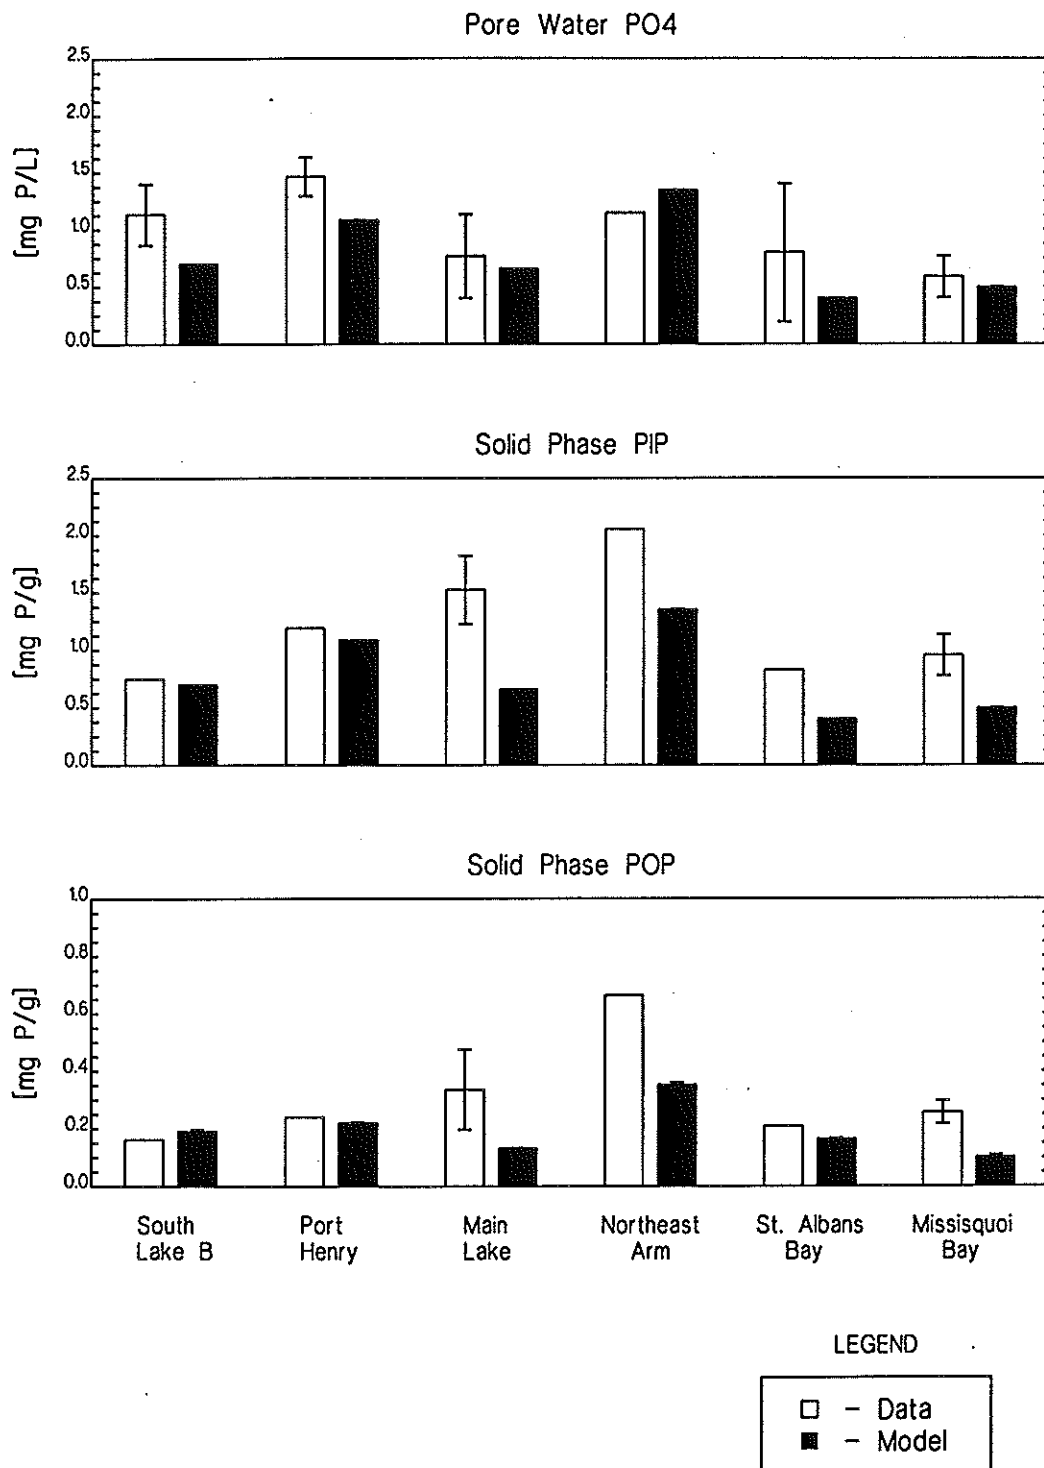 Pore Water PO4
2.5
2.0
1.5
1.0
0.5
0.0
[mg P/L]
Solid Phase PIP
2.5
2.0
1.5
1.0
0.5
0.0
[mg P/g]
Solid Phase POP
1.0
0.8
0.6
0.4
0.2
0.0
[mg P/g]
South
Lake B
Port
Henry
Main
Lake
Northeast
Arm
St. Albans
Bay
Missisquoi
Bay
LEGEND
– Data
– Model